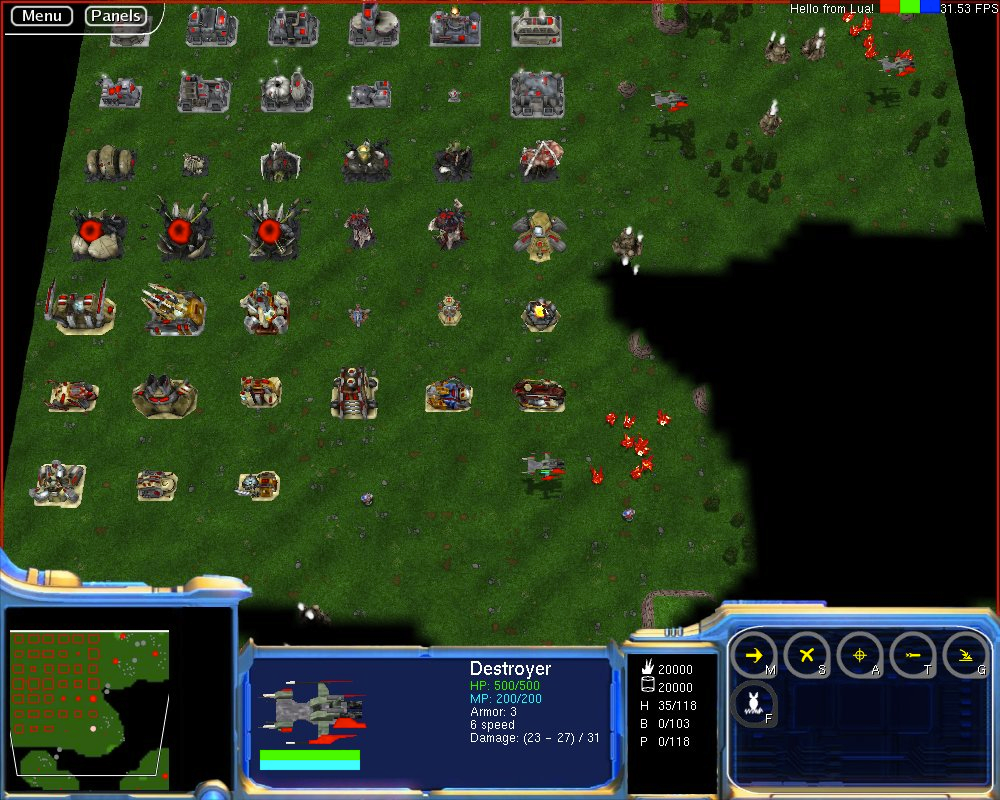 Menu Panels
Hello from Lua! 31.53 FPS
Destroyer
HP: 500/500
MP: 200/200
Armor: 3
6 speed
Damage: (23 - 27) / 31
20000
20000
H 35/118
B 0/103
P 0/118
M S A T G
F